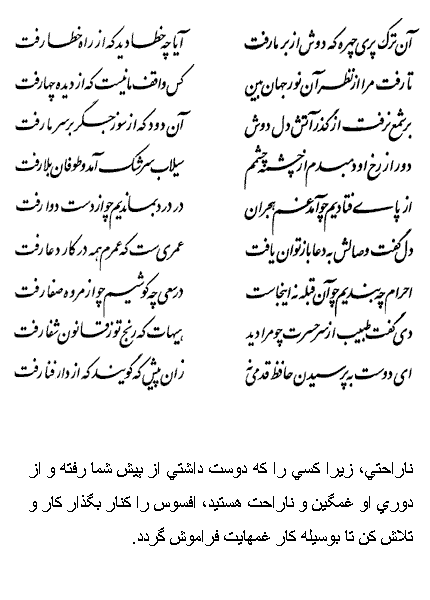 آن ترک پری چهره که دوش از بر ما رفت آیا چه خطا دید که از راه خطا رفت
تا رفت مرا از نظر آن نور جهان بین کس واقف ما نیست که از دیده چها رفت
بر شمع نرفت از گذر آتش دل دوش آن دود که از سوز جگر بر سر ما رفت
دور از رخ او دم بدم از چشمه چشمم سیلاب سرشک آمد و طوفان بلا رفت
از پای فتادیم چو آمد غم هجران در درد بماندیم چو از دست دوا رفت
دل گفت وصالش به دعا باز توان یافت عمری ست که عمرم همه در کار دعا رفت
احرام چه بندیم چو آن قبله نه اینجاست در سعی چه کوشیم چو از مروه صفا رفت
دی گفت طبیب از سر حسرت چو مرا دید هیهات که رنج تو ز قانون شفا رفت
ای دوست به پرسیدن حافظ قدمی نه زان پیش که گویند که از دار فنا رفت
ناراحتي، زيرا كسي را كه دوست داشتي از پيش شما رفته و از
دوري او غمگين و ناراحت هستيد، افسوس را كنار بگذار كار و
تلاش كن تا بوسيله كار غمهايت فراموش گردد.